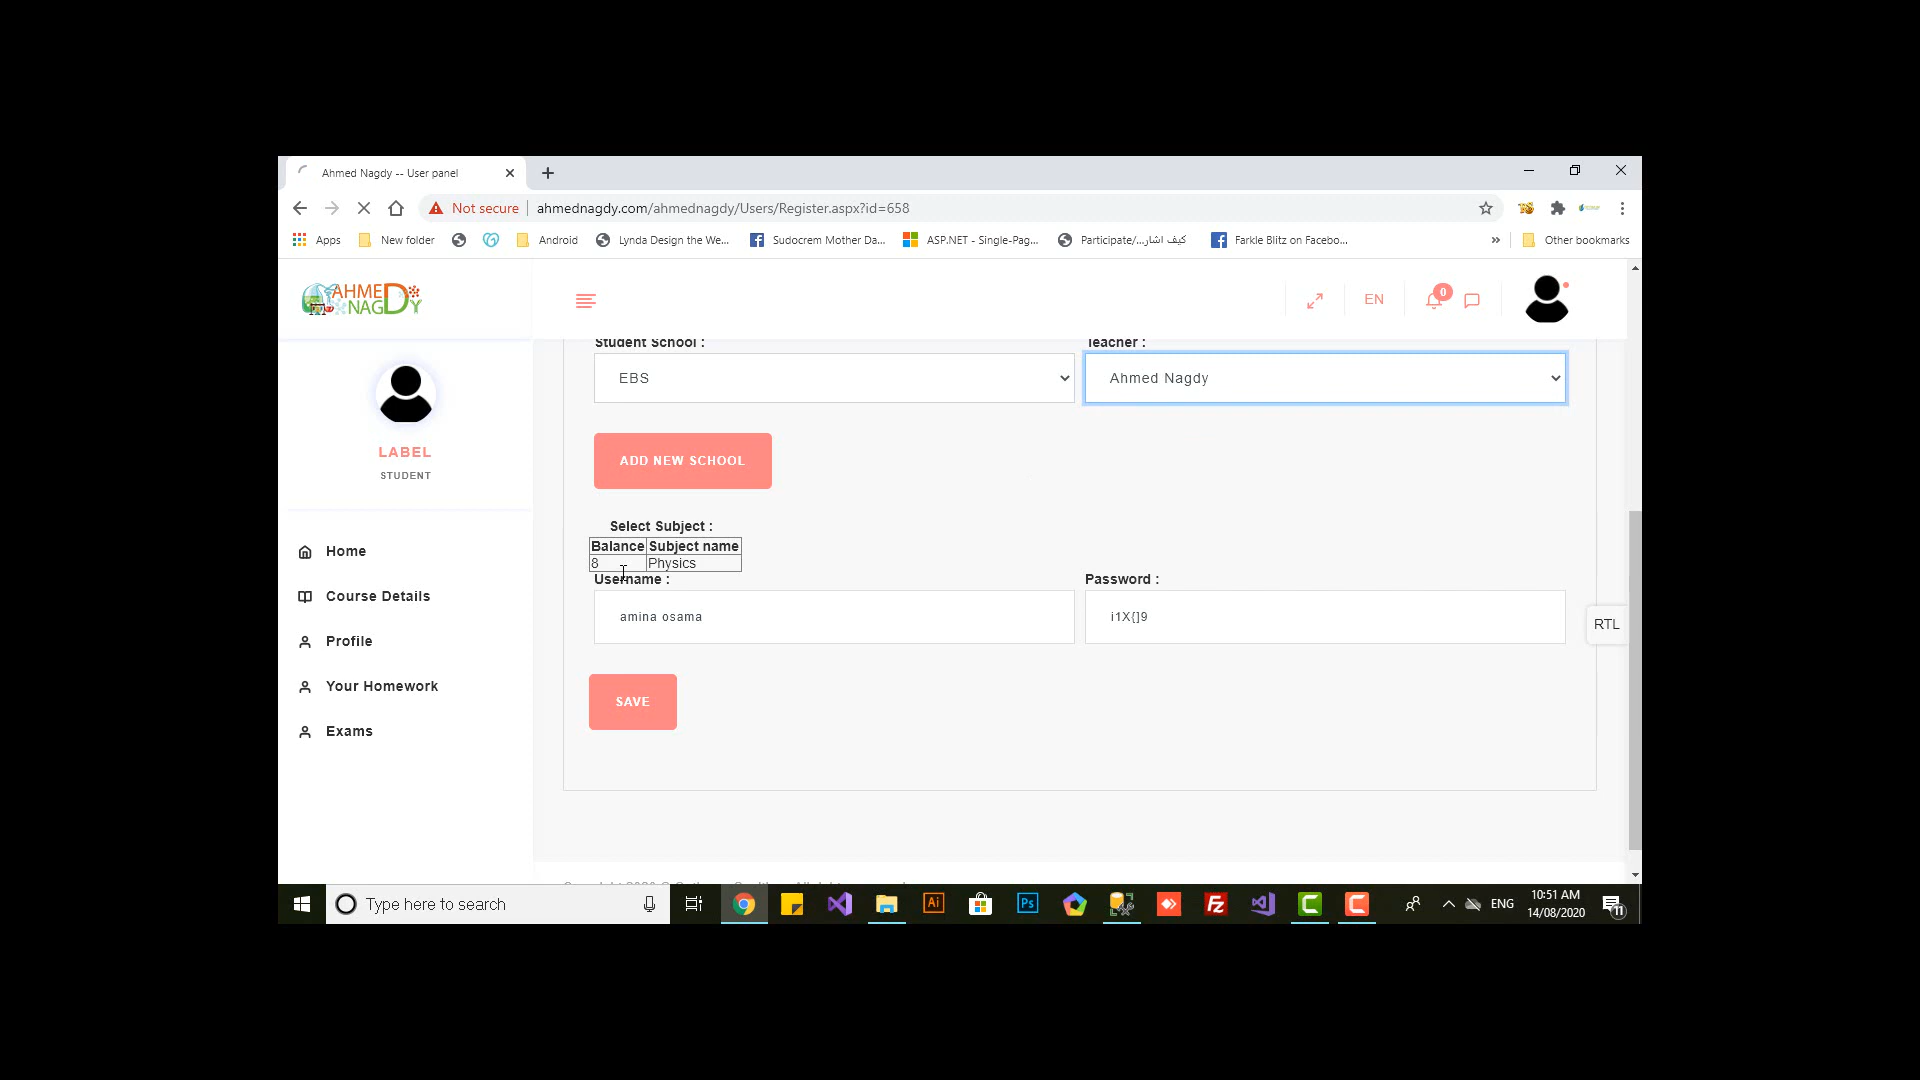 Ahmed Nagdy -- User panel
Not secure
ahmednagdy.com/ahmednagdy/Users/Register.aspx?id=658
Apps
New folder
Android
Lynda Design the We...
Sudocrem Mother Da...
ASP.NET - Single-Pag...
Participate/...كيف اشار
Farkle Blitz on Facebo...
»
Other bookmarks
AHMED NAGDY
EN
0
LABEL
STUDENT
Home
Course Details
Profile
Your Homework
Exams
Student School :
Teacher :
EBS
Ahmed Nagdy
ADD NEW SCHOOL
Select Subject :
Balance Subject name
8 Physics
Username :
Password :
amina osama
i1X{]9
RTL
SAVE
Type here to search
Ai
Ps
Fz
ENG
10:51 AM
14/08/2020
11